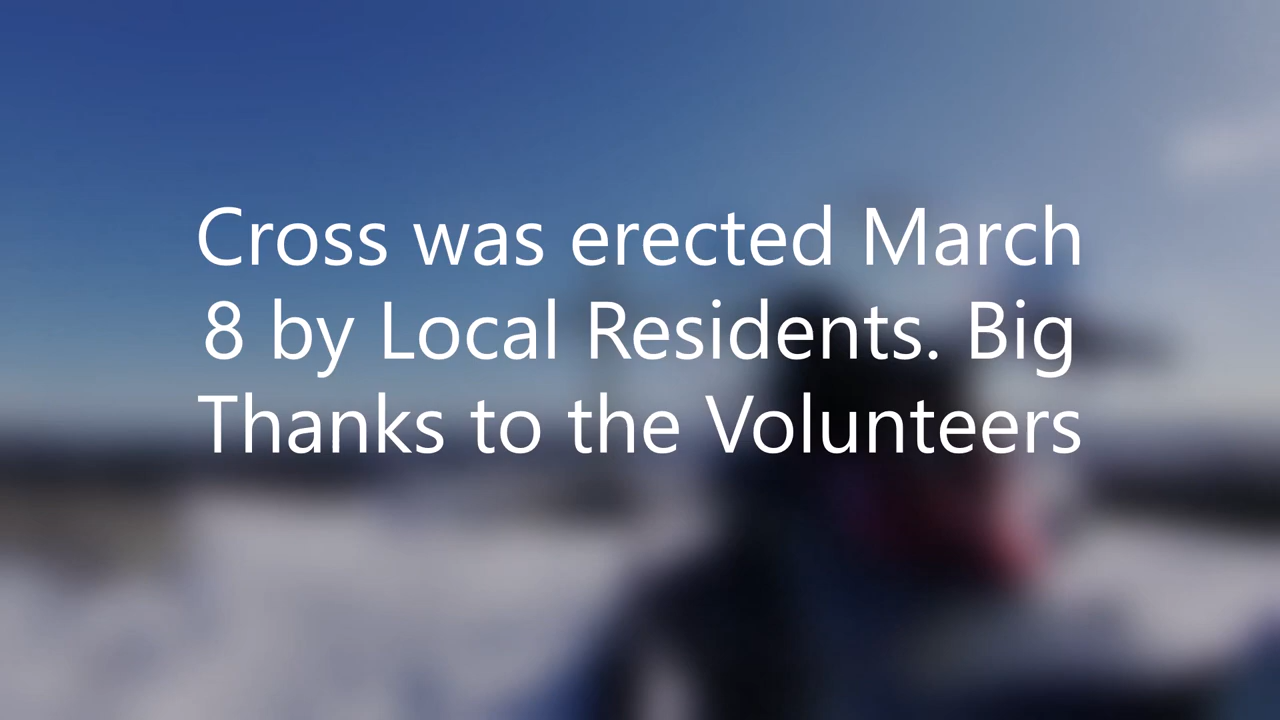 Cross was erected March
8 by Local Residents. Big
Thanks to the Volunteers